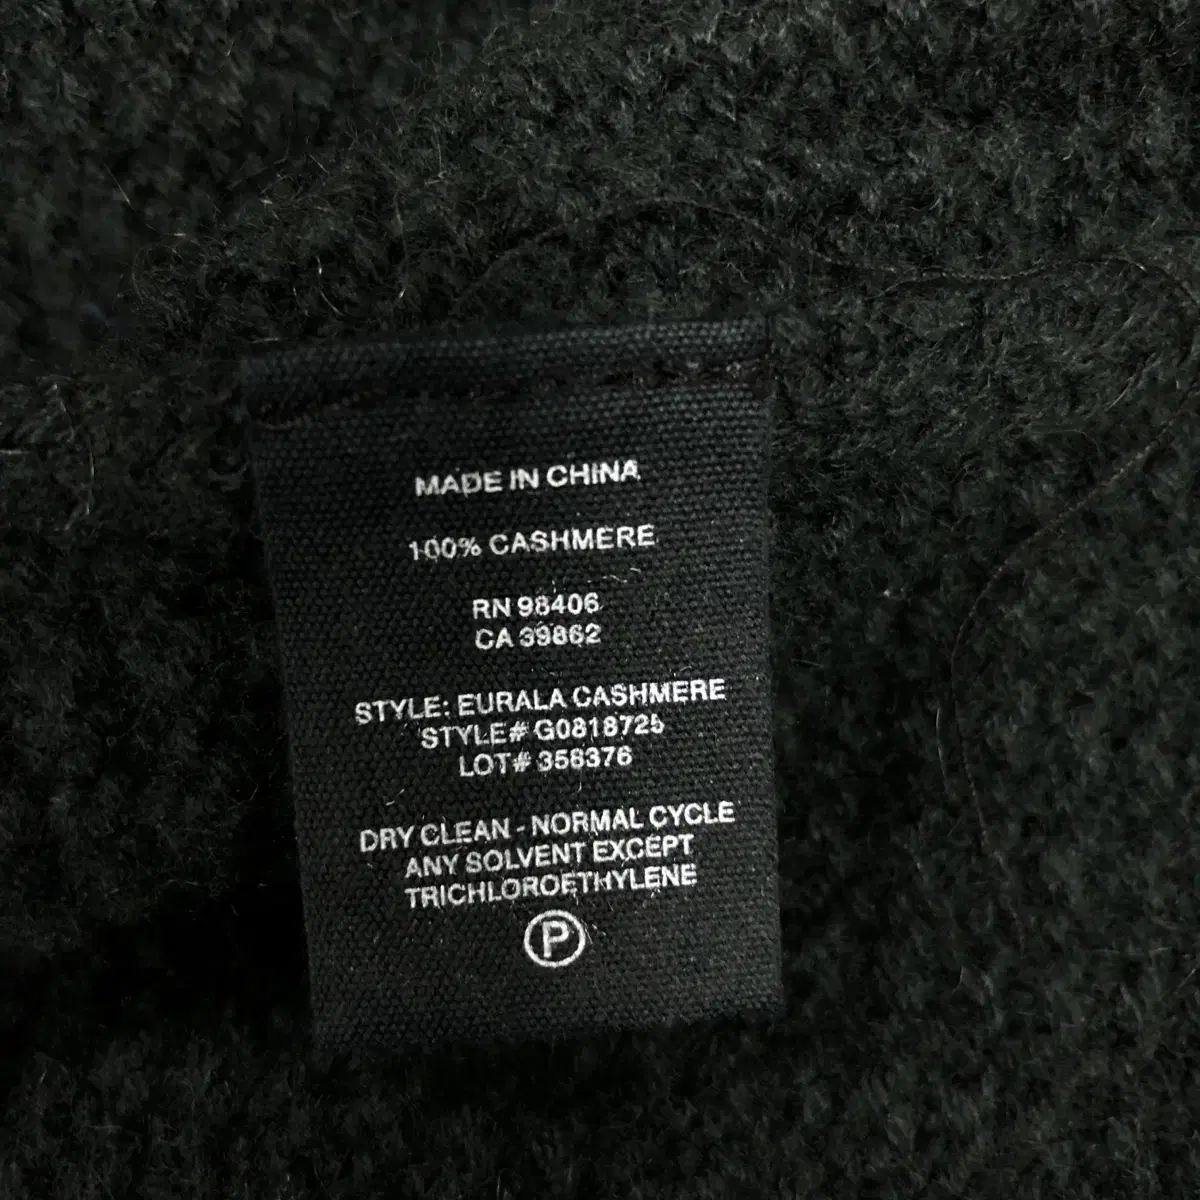 MADE IN CHINA
100% CASHMERE
RN 98406
CA 39862
STYLE: EURALA CASHMERE
STYLE# G0818725
LOT# 358376
DRY CLEAN - NORMAL CYCLE
ANY SOLVENT EXCEPT
TRICHLOROETHYLENE
P